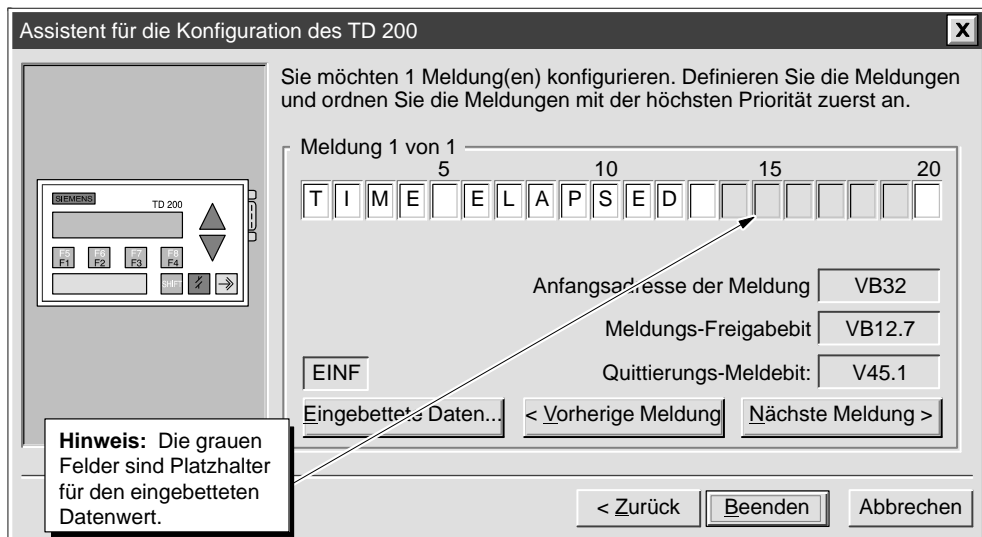 Assistent für die Konfiguration des TD 200
X
Sie möchten 1 Meldung(en) konfigurieren. Definieren Sie die Meldungen
und ordnen Sie die Meldungen mit der höchsten Priorität zuerst an.
Meldung 1 von 1
5 10 15 20
TIME ELAPSED
SIEMENS
TD 200
F5 F6 F7 F8
F1 F2 F3 F4
SHIFT
Anfangsadresse der Meldung VB32
Meldungs-Freigabebit VB12.7
EINF Quittierungs-Meldebit: V45.1
Eingebettete Daten... < Vorherige Meldung Nächste Meldung >
Hinweis: Die grauen
Felder sind Platzhalter
für den eingebetteten
Datenwert.
< Zurück Beenden Abbrechen